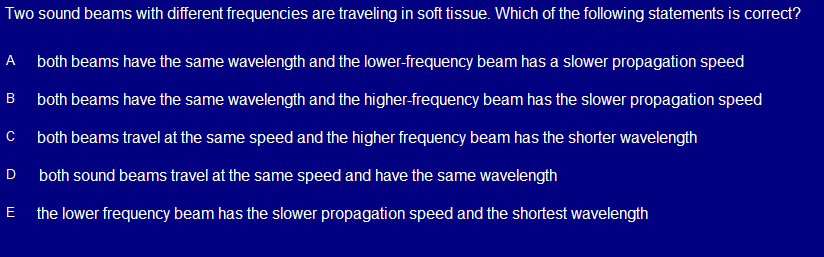 Two sound beams with different frequencies are traveling in soft tissue. Which of the following statements is correct?
A both beams have the same wavelength and the lower-frequency beam has a slower propagation speed
B both beams have the same wavelength and the higher-frequency beam has the slower propagation speed
C both beams travel at the same speed and the higher frequency beam has the shorter wavelength
D both sound beams travel at the same speed and have the same wavelength
E the lower frequency beam has the slower propagation speed and the shortest wavelength